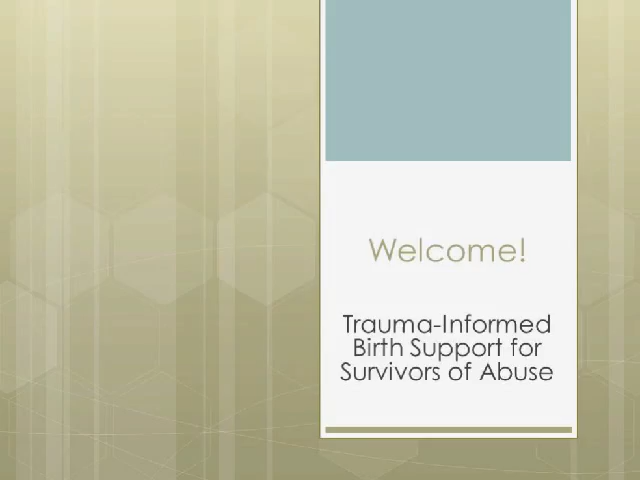 Welcome!
Trauma-Informed
Birth Support for
Survivors of Abuse